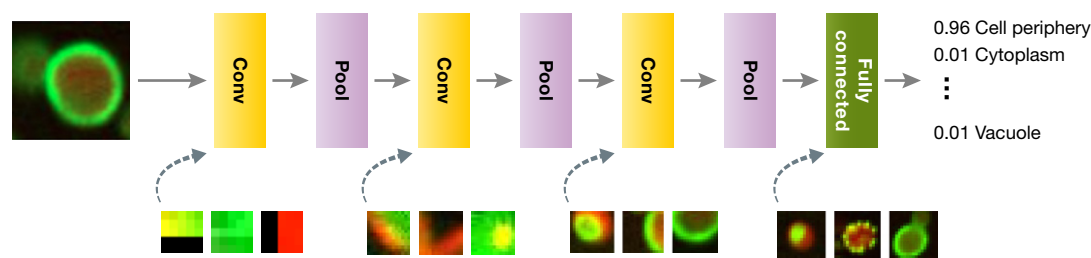 Conv
Pool
Conv
Pool
Conv
Pool
Fully
connected
0.96 Cell periphery
0.01 Cytoplasm
⋮
0.01 Vacuole